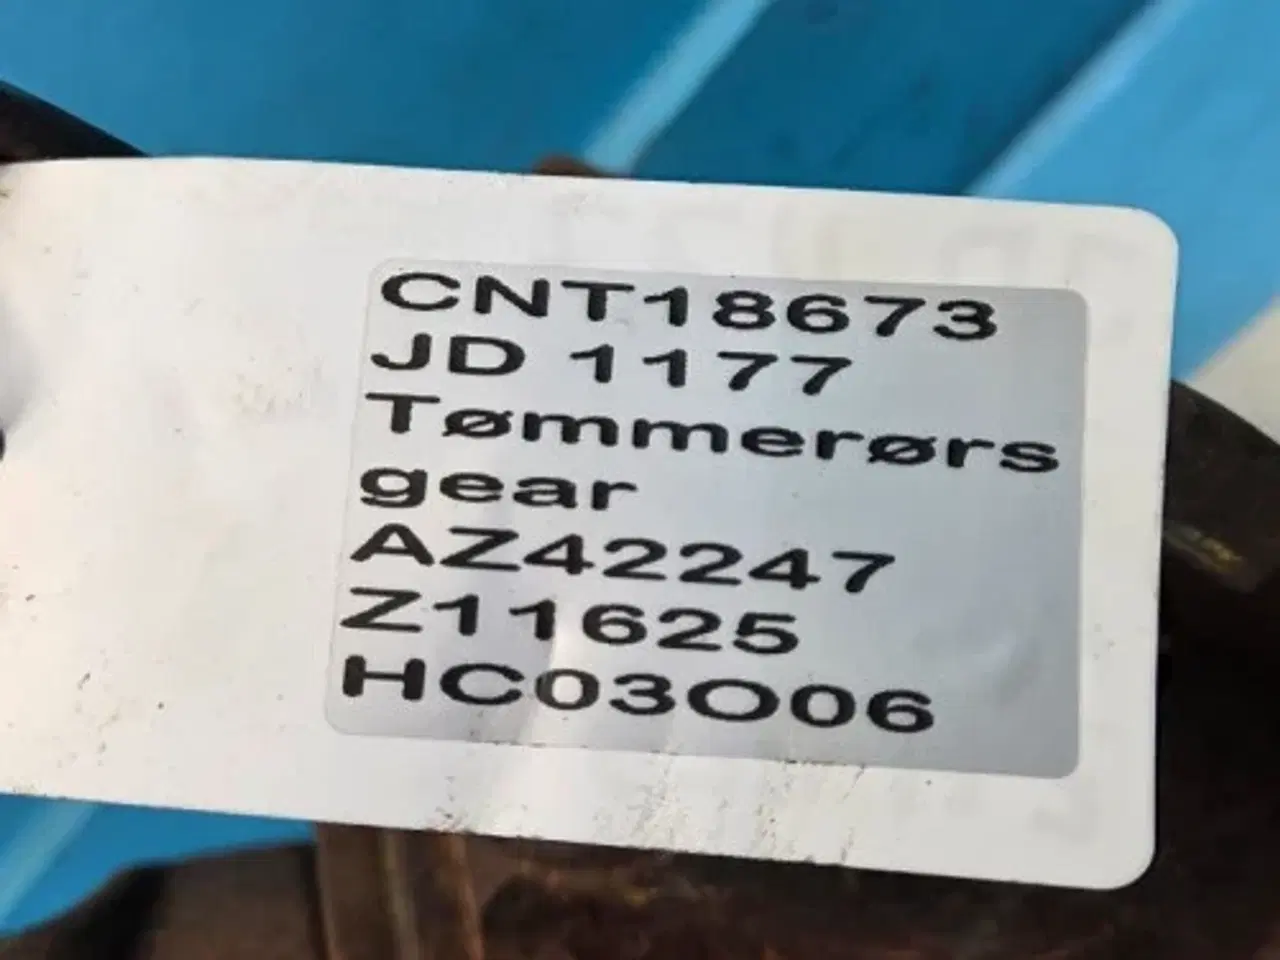 CNT18673
JD 1177
Tømmerørs
gear
AZ42247
Z11625
HC03O06